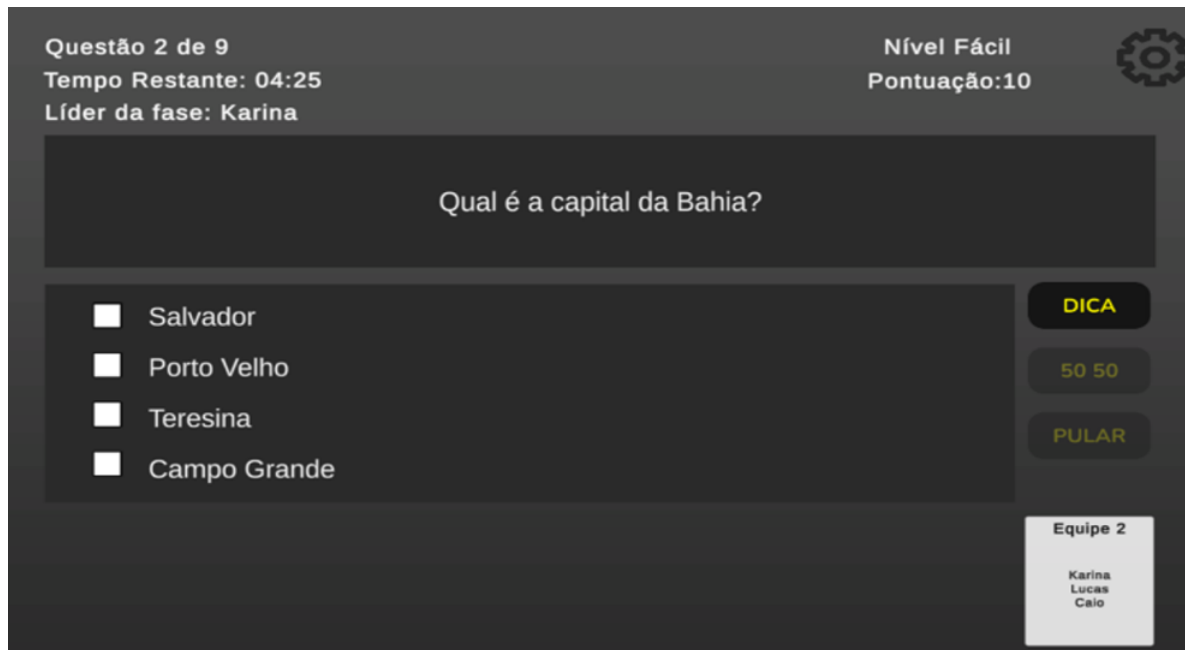 Questão 2 de 9
Tempo Restante: 04:25
Líder da fase: Karina
Nível Fácil
Pontuação:10
Qual é a capital da Bahia?
Salvador
Porto Velho
Teresina
Campo Grande
DICA
50 50
PULAR
Equipe 2
Karina
Lucas
Caio